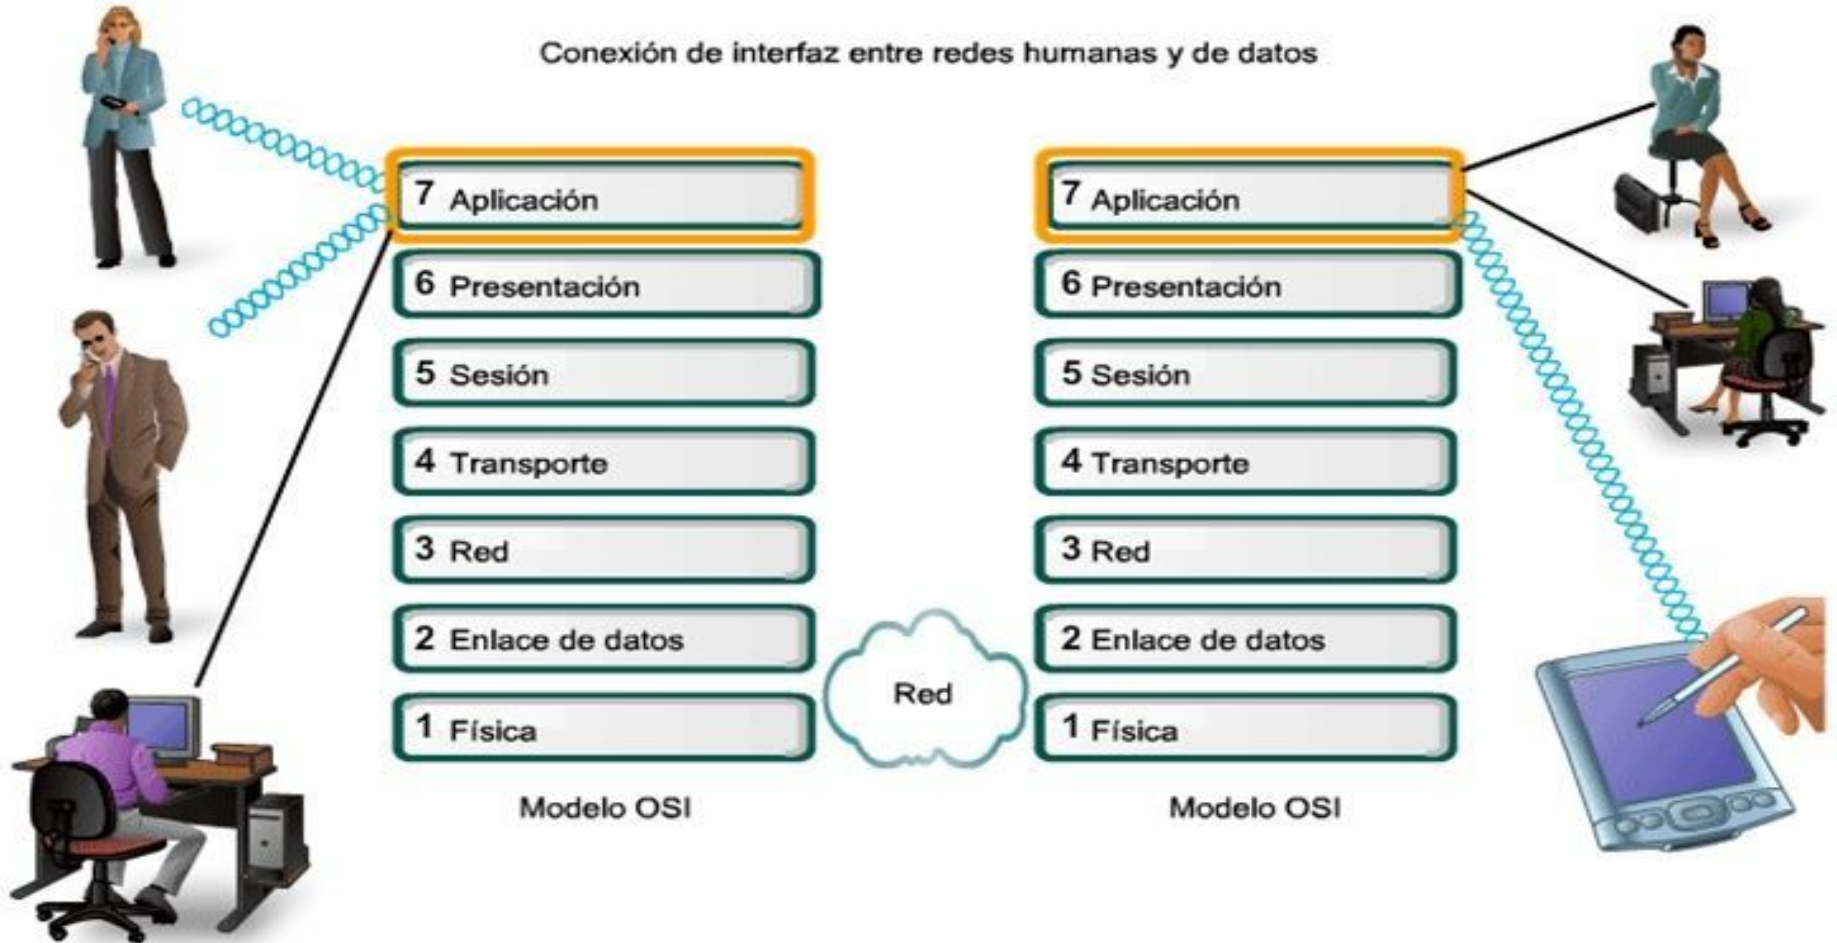 Conexión de interfaz entre redes humanas y de datos
7 Aplicación
6 Presentación
5 Sesión
4 Transporte
3 Red
2 Enlace de datos
1 Física
Modelo OSI
Red
7 Aplicación
6 Presentación
5 Sesión
4 Transporte
3 Red
2 Enlace de datos
1 Física
Modelo OSI